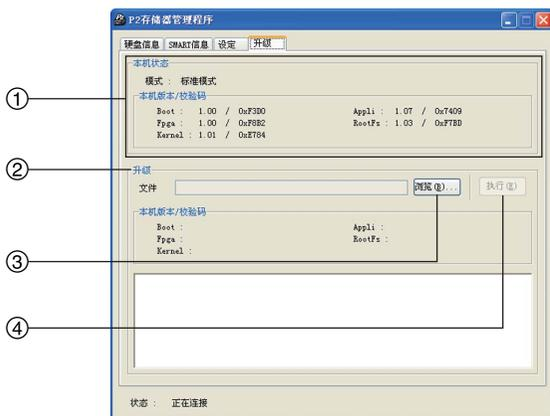 P2存储器管理程序
硬盘信息 SMART信息 设定 升级
本机状态
模式： 标准模式
本机版本/校验码
Boot : 1.00 / 0xF3D0 Appli : 1.07 / 0x7409
Fpga : 1.00 / 0xF8B2 RootFs : 1.03 / 0xF7BD
Kernel : 1.01 / 0xE784
①
②
升级
文件 浏览(B)... 执行(E)
本机版本/校验码
Boot : Appli :
Fpga : RootFs :
Kernel :
③
④
状态： 正在连接